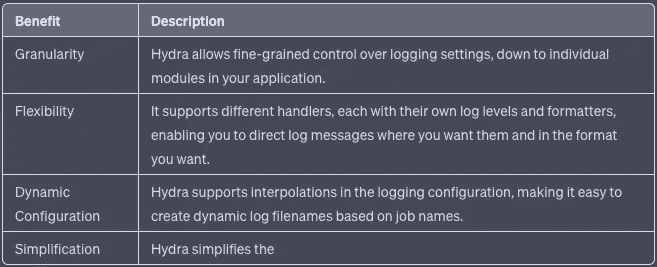 Benefit Description
Granularity Hydra allows fine-grained control over logging settings, down to individual
modules in your application.
Flexibility It supports different handlers, each with their own log levels and formatters,
enabling you to direct log messages where you want them and in the format
you want.
Dynamic Hydra supports interpolations in the logging configuration, making it easy to
Configuration create dynamic log filenames based on job names.
Simplification Hydra simplifies the